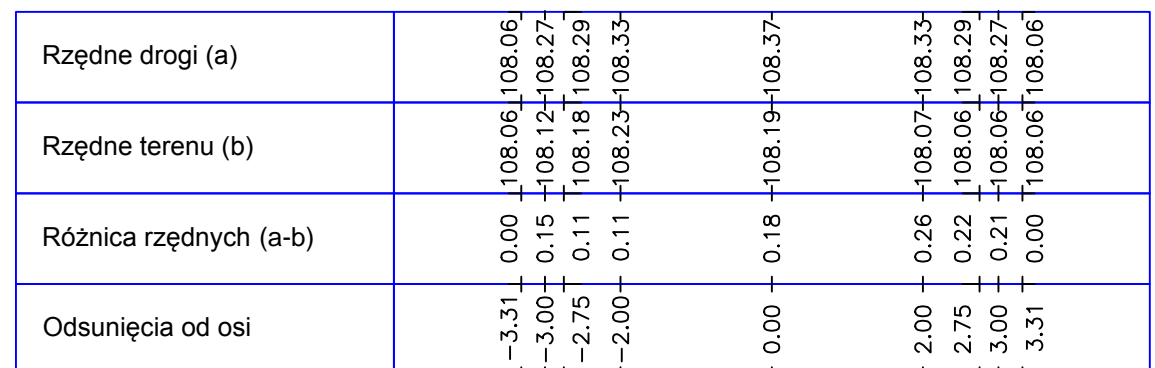 Rzędne drogi (a) 108.06 108.27 108.29 108.33 108.37 108.33 108.29 108.27 108.06
Rzędne terenu (b) 108.06 108.12 108.18 108.23 108.19 108.07 108.06 108.06 108.06
Różnica rzędnych (a-b) 0.00 0.15 0.11 0.11 0.18 0.26 0.22 0.21 0.00
Odsunięcia od osi -3.31 -3.00 -2.75 -2.00 0.00 2.00 2.75 3.00 3.31